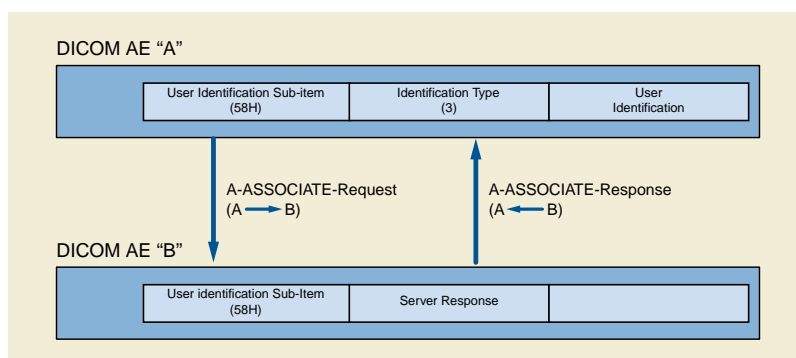 DICOM AE “A”
User Identification Sub-item
(58H)
Identification Type
(3)
User
Identification
A-ASSOCIATE-Request
(A B)
A-ASSOCIATE-Response
(A B)
DICOM AE “B”
User identification Sub-Item
(58H)
Server Response